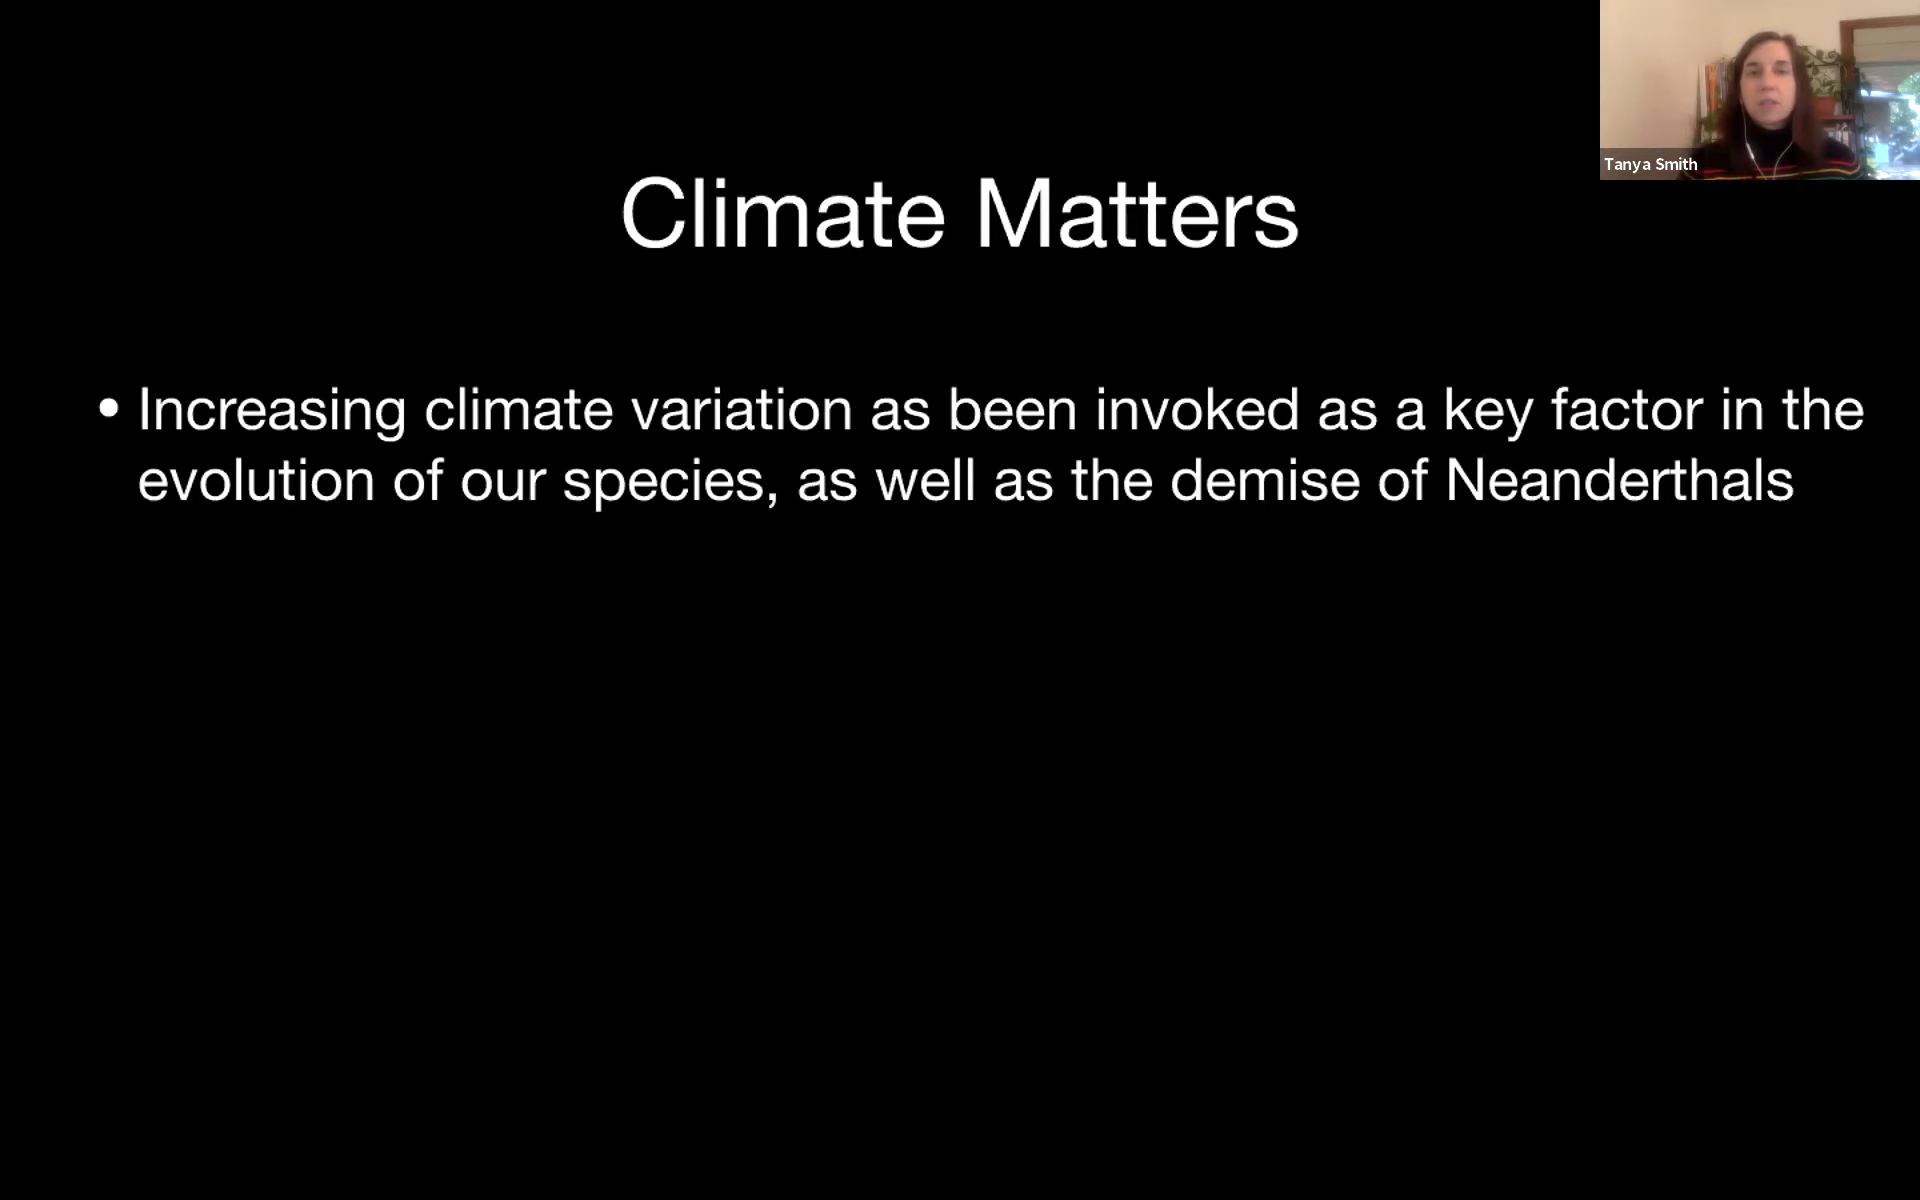 Tanya Smith
Climate Matters
• Increasing climate variation as been invoked as a key factor in the
evolution of our species, as well as the demise of Neanderthals